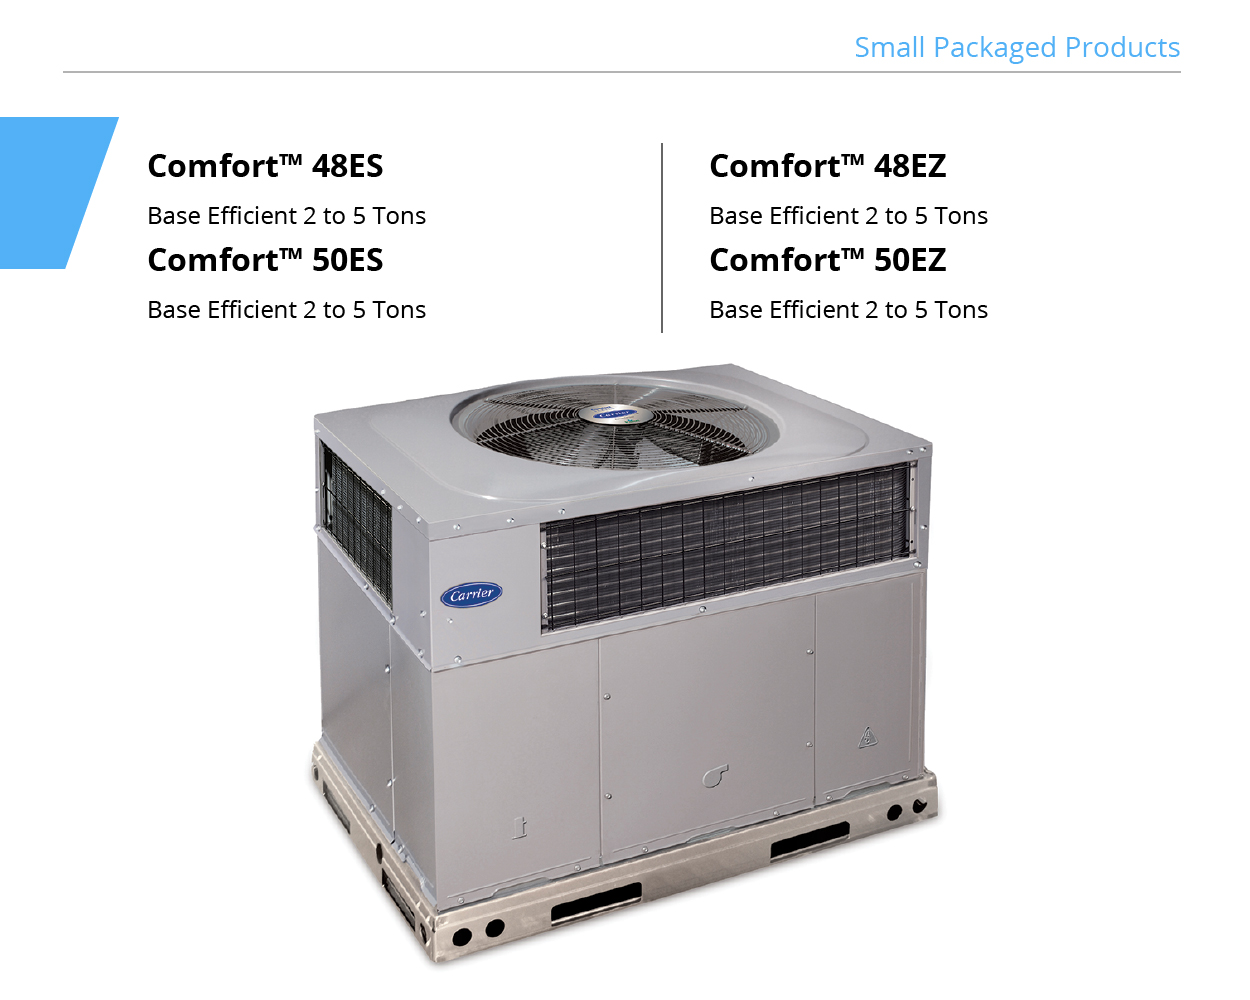 Small Packaged Products
Comfort™ 48ES
Base Efficient 2 to 5 Tons
Comfort™ 50ES
Base Efficient 2 to 5 Tons
Comfort™ 48EZ
Base Efficient 2 to 5 Tons
Comfort™ 50EZ
Base Efficient 2 to 5 Tons
Carrier
Carrier